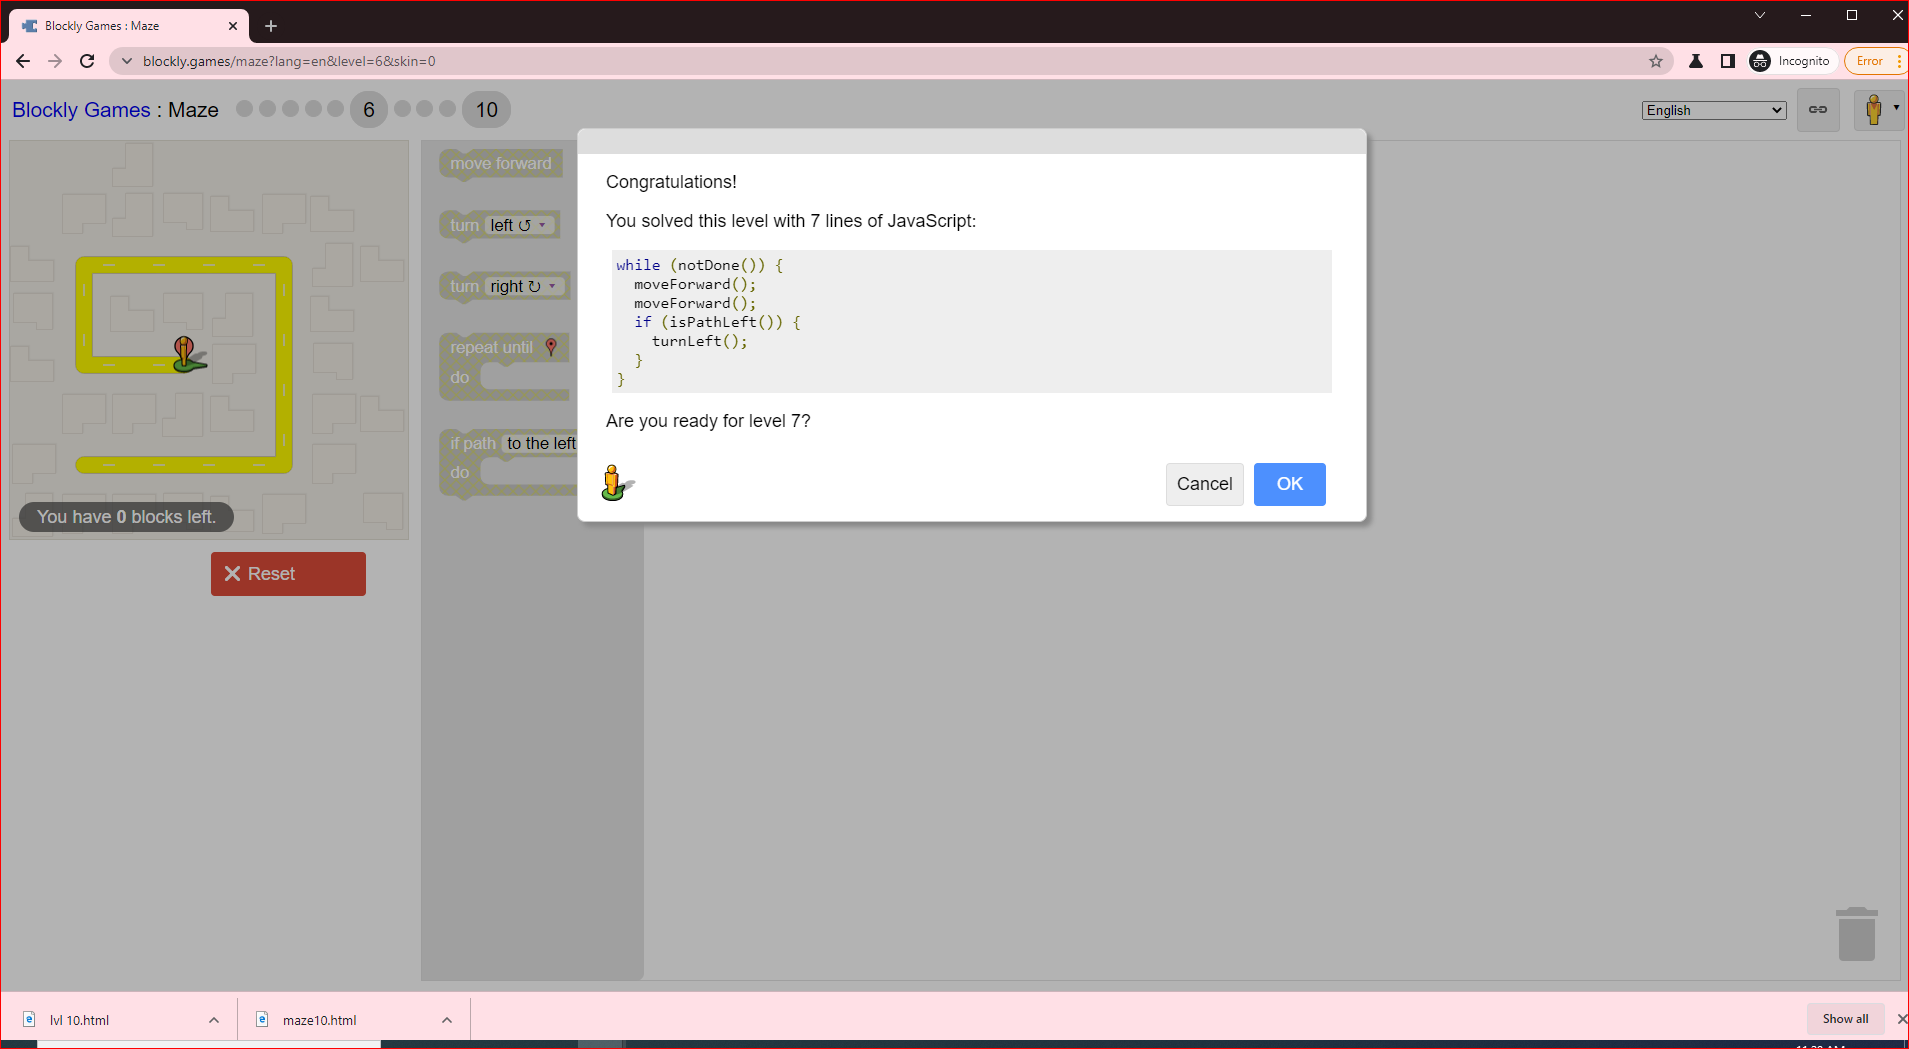 Blockly Games : Maze
blockly.games/maze?lang=en&level=6&skin=0
Incognito
Error
Blockly Games : Maze
6
10
English
move forward
turn left ↺
turn right ↻
repeat until
do
if path to the left
do
You have 0 blocks left.
Reset
Congratulations!
You solved this level with 7 lines of JavaScript:
while (notDone()) {
  moveForward();
  moveForward();
  if (isPathLeft()) {
    turnLeft();
  }
}
Are you ready for level 7?
Cancel
OK
lvl 10.html
maze10.html
Show all